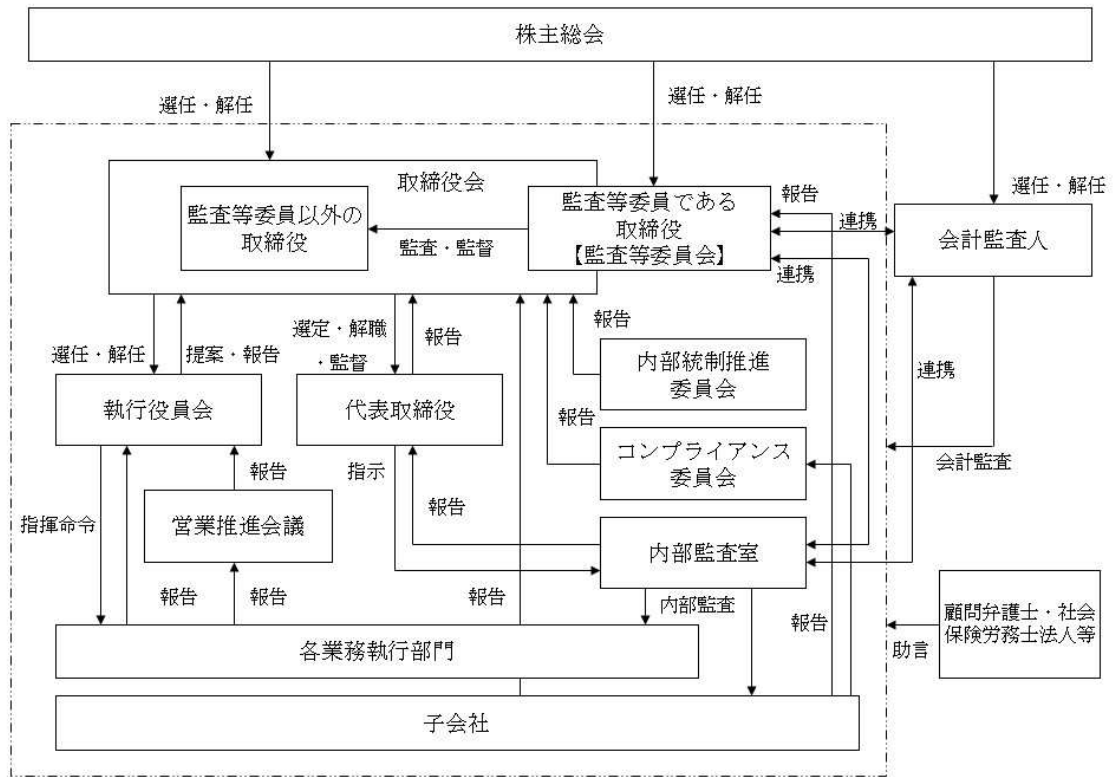 株主総会
選任・解任
選任・解任
選任・解任
取締役会
監査等委員以外の
取締役
監査・監督
監査等委員である
取締役
【監査等委員会】
報告
連携
連携
会計監査人
選任・解任
提案・報告
選定・解職
・監督
報告
報告
内部統制推進
委員会
連携
執行役員会
代表取締役
報告
コンプライアンス
委員会
会計監査
報告
指示
報告
指揮命令
営業推進会議
内部監査室
報告
報告
報告
内部監査
報告
顧問弁護士・社会
保険労務士法人等
助言
各業務執行部門
子会社